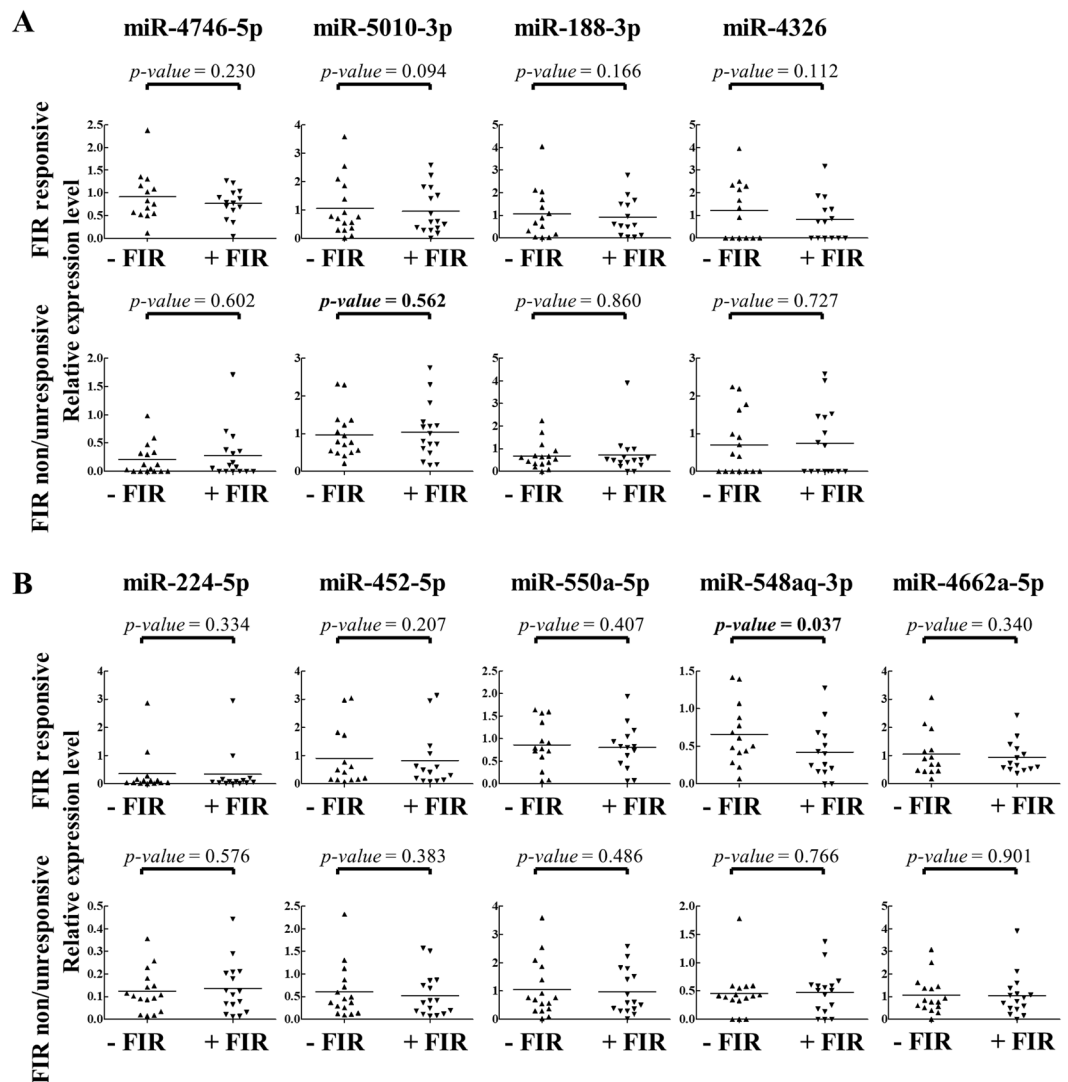 A
miR-4746-5p miR-5010-3p miR-188-3p miR-4326
p-value = 0.230 p-value = 0.094 p-value = 0.166 p-value = 0.112
FIR responsive
Relative expression level
2.5 2.0 1.5 1.0 0.5 0.0
4 3 2 1 0
5 4 3 2 1 0
5 4 3 2 1 0
- FIR + FIR - FIR + FIR - FIR + FIR - FIR + FIR
p-value = 0.602 p-value = 0.562 p-value = 0.860 p-value = 0.727
FIR non/unresponsive
2.0 1.5 1.0 0.5 0.0
3 2 1 0
5 4 3 2 1 0
3 2 1 0
- FIR + FIR - FIR + FIR - FIR + FIR - FIR + FIR
B
miR-224-5p miR-452-5p miR-550a-5p miR-548aq-3p miR-4662a-5p
p-value = 0.334 p-value = 0.207 p-value = 0.407 p-value = 0.037 p-value = 0.340
FIR responsive
Relative expression level
4 3 2 1 0
4 3 2 1 0
2.5 2.0 1.5 1.0 0.5 0.0
1.5 1.0 0.5 0.0
4 3 2 1 0
- FIR + FIR - FIR + FIR - FIR + FIR - FIR + FIR - FIR + FIR
p-value = 0.576 p-value = 0.383 p-value = 0.486 p-value = 0.766 p-value = 0.901
FIR non/unresponsive
0.5 0.4 0.3 0.2 0.1 0.0
2.5 2.0 1.5 1.0 0.5 0.0
4 3 2 1 0
2.0 1.5 1.0 0.5 0.0
5 4 3 2 1 0
- FIR + FIR - FIR + FIR - FIR + FIR - FIR + FIR - FIR + FIR